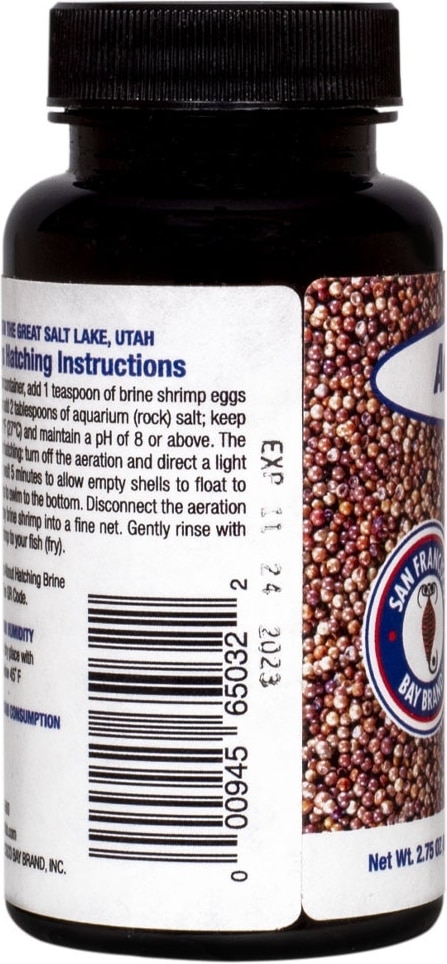 THE GREAT SALT LAKE, UTAH
Hatching Instructions
container, add 1 teaspoon of brine shrimp eggs
2 tablespoons of aquarium (rock) salt; keep
27°C) and maintain a pH of 8 or above. The
turn off the aeration and direct a light
5 minutes to allow empty shells to float to
swim to the bottom. Disconnect the aeration
brine shrimp into a fine net. Gently rinse with
to your fish (fry).
Hatching Brine
QR Code.
HUMIDITY
place with
45° F
CONSUMPTION
BAY BRAND, INC.
0 00945 65032 2
EXP 11 24 2023
A
SAN FRANC
BAY BRAN
Net Wt. 2.75 oz